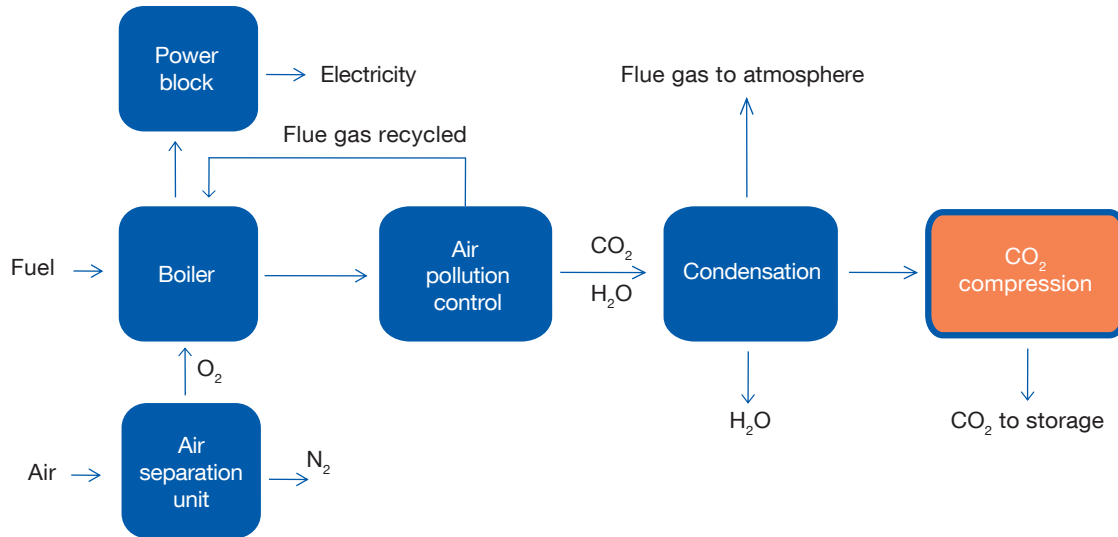 Power
block
Electricity
Flue gas to atmosphere
Flue gas recycled
Fuel
Boiler
Air
pollution
control
CO₂
H₂O
Condensation
CO₂
compression
O₂
H₂O
CO₂ to storage
Air
Air
separation
unit
N₂